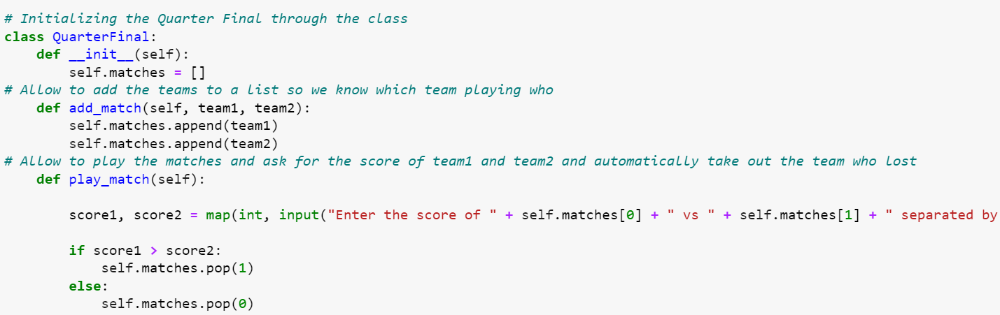 # Initializing the Quarter Final through the class
class QuarterFinal:
    def __init__(self):
        self.matches = []
# Allow to add the teams to a list so we know which team playing who
    def add_match(self, team1, team2):
        self.matches.append(team1)
        self.matches.append(team2)
# Allow to play the matches and ask for the score of team1 and team2 and automatically take out the team who lost
    def play_match(self):
        score1, score2 = map(int, input("Enter the score of " + self.matches[0] + " vs " + self.matches[1] + " separated by
        if score1 > score2:
            self.matches.pop(1)
        else:
            self.matches.pop(0)